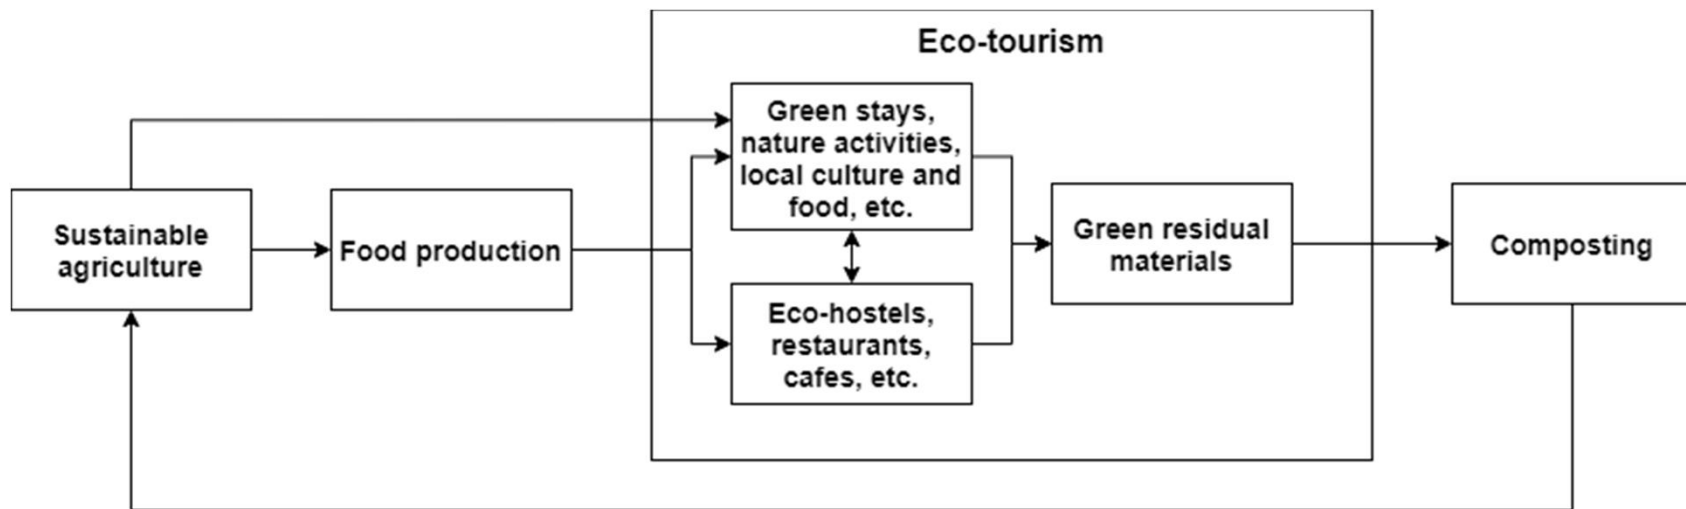 Eco-tourism
Sustainable
agriculture
Food production
Green stays,
nature activities,
local culture and
food, etc.
Eco-hostels,
restaurants,
cafes, etc.
Green residual
materials
Composting